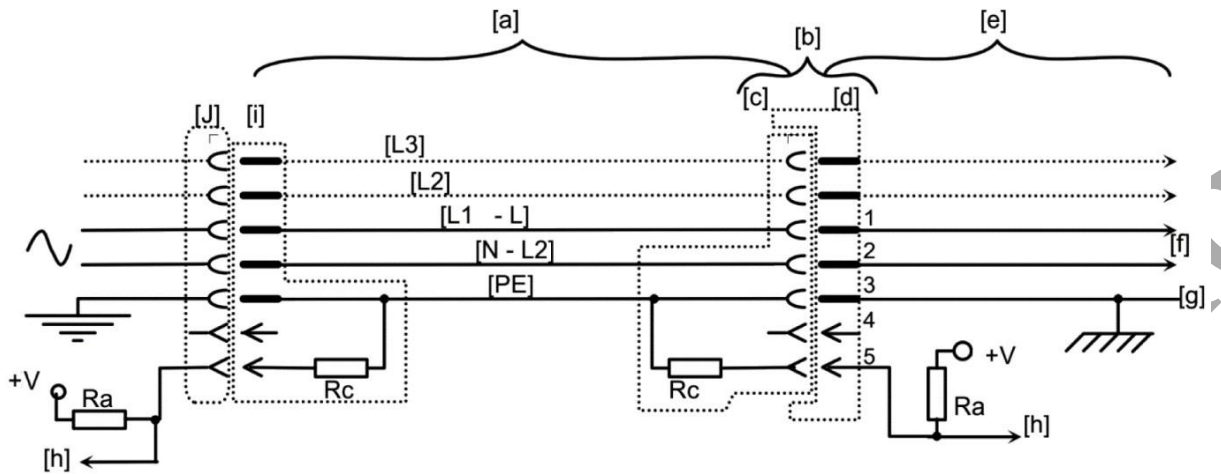 [a]
[b]
[e]
[c] [d]
[J] [i]
[L3]
[L2]
[L1 - L] 1
[N - L2] 2 [f]
[PE] 3 [g]
4
5
+V Ra Rc Rc +V
Ra
[h] [h]